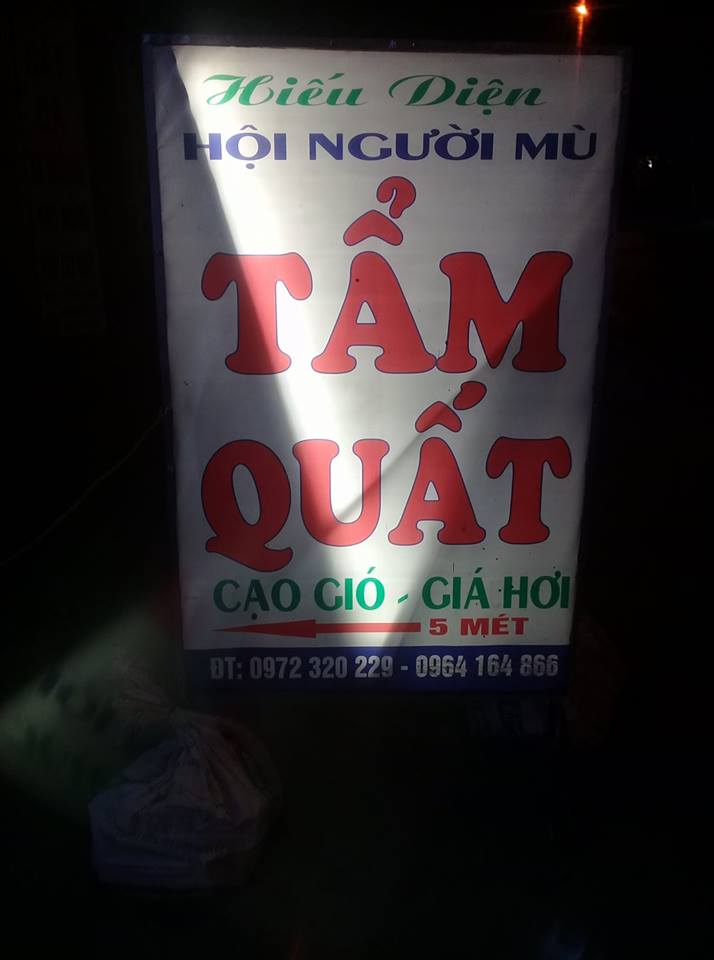 Hiếu Diện
HỘI NGƯỜI MÙ
TẨM
QUẤT
CẠO GIÓ - GIÁ HƠI
5 MÉT
ĐT: 0972 320 229 - 0964 164 866